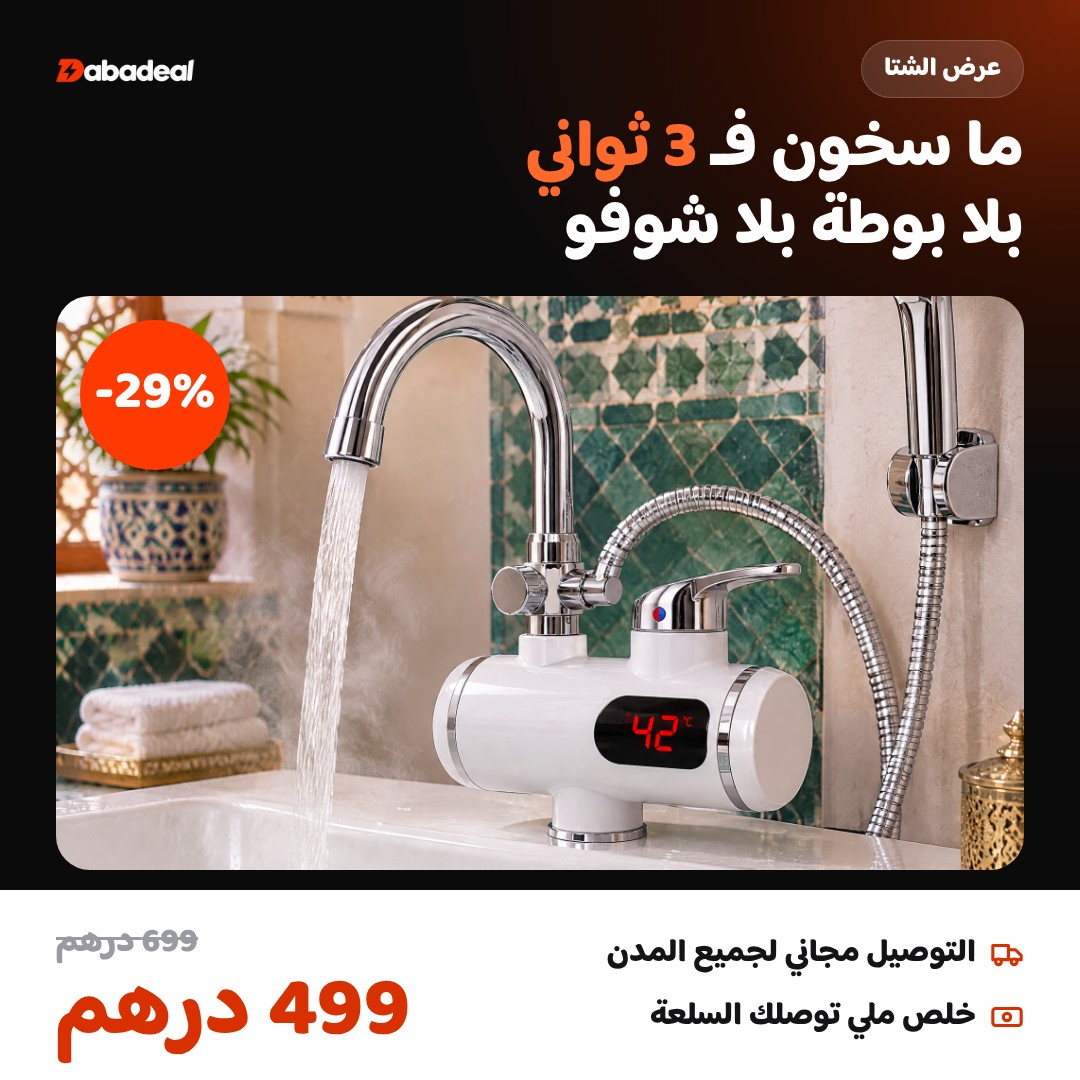 Dabadeal
عرض الشتا
ما سخون فـ 3 ثواني
بلا بوطة بلا شوفو
-29%
42 °C
699 درهم
499 درهم
التوصيل مجاني لجميع المدن
خلص ملي توصلك السلعة